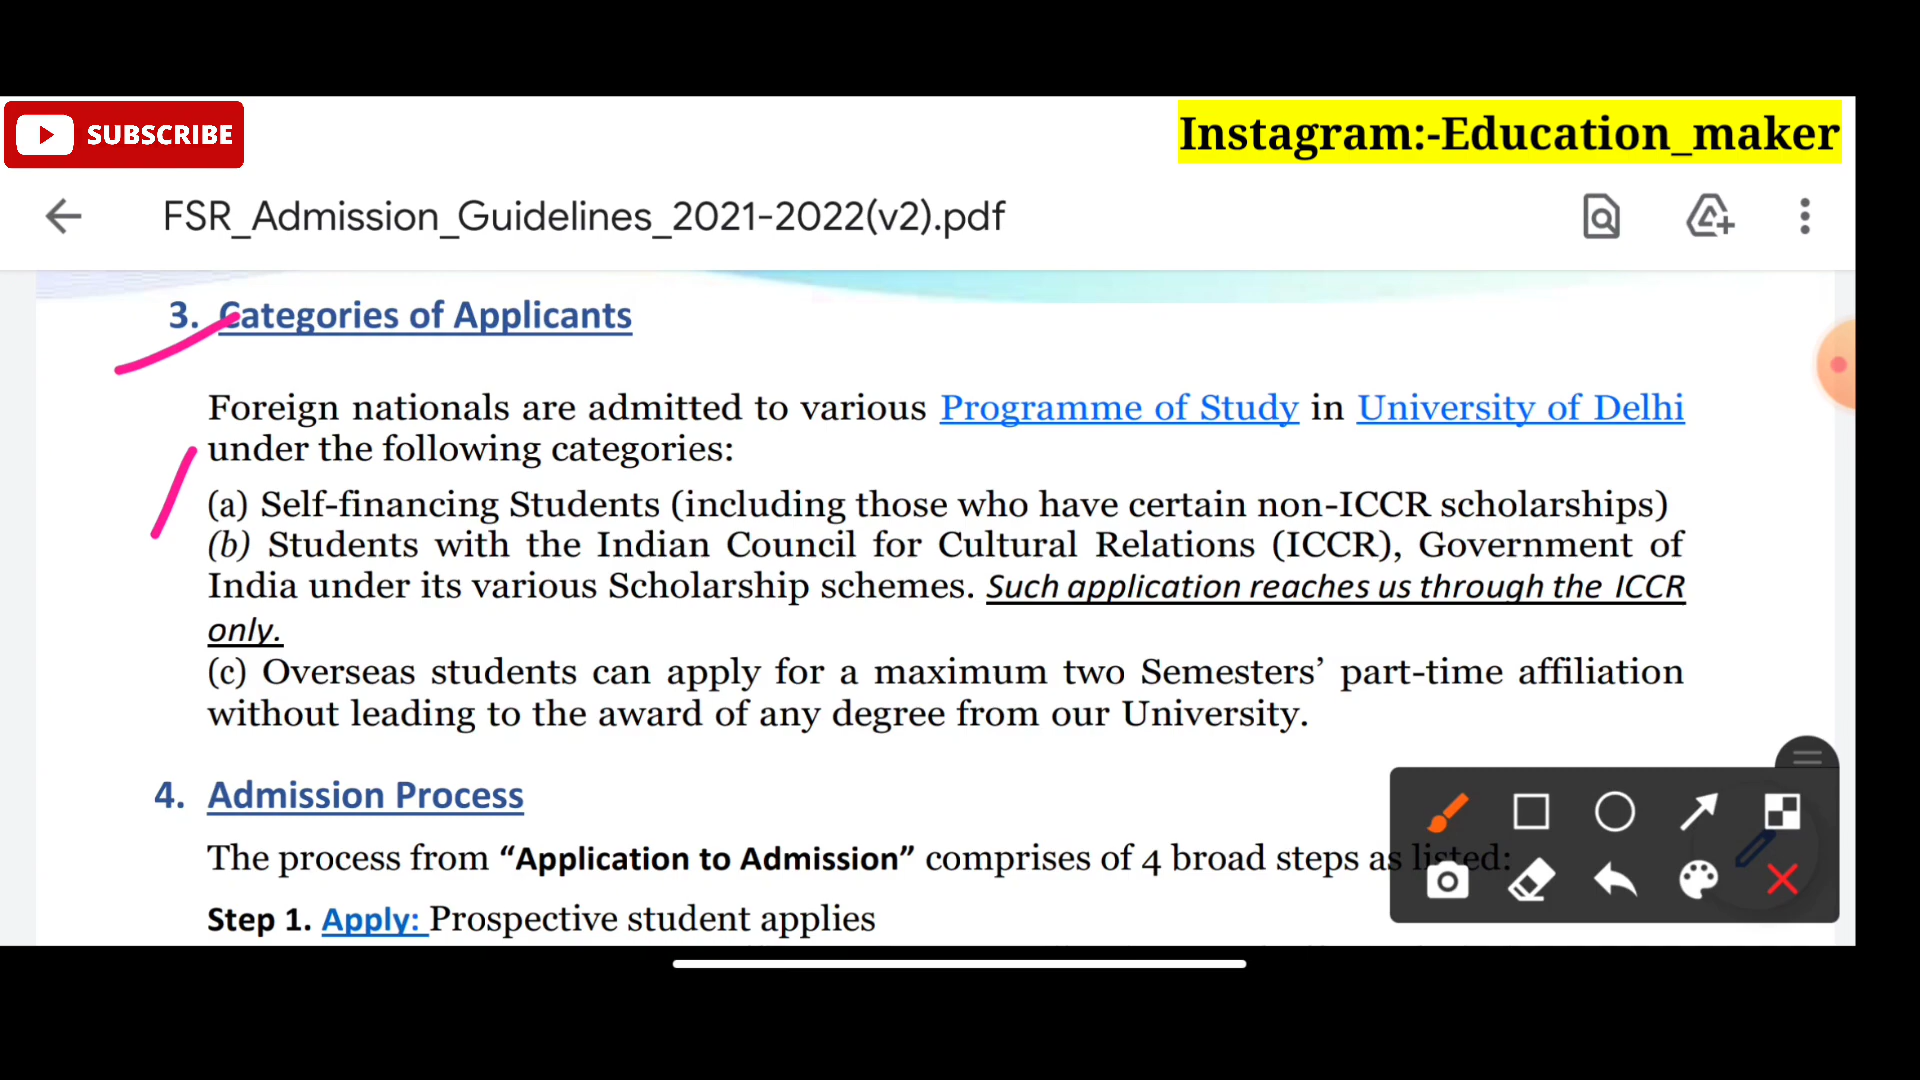 SUBSCRIBE
Instagram:-Education_maker
FSR_Admission_Guidelines_2021-2022(v2).pdf
3. Categories of Applicants
Foreign nationals are admitted to various Programme of Study in University of Delhi
under the following categories:
(a) Self-financing Students (including those who have certain non-ICCR scholarships)
(b) Students with the Indian Council for Cultural Relations (ICCR), Government of
India under its various Scholarship schemes. Such application reaches us through the ICCR
only.
(c) Overseas students can apply for a maximum two Semesters’ part-time affiliation
without leading to the award of any degree from our University.
4. Admission Process
The process from “Application to Admission” comprises of 4 broad steps as listed:
Step 1. Apply: Prospective student applies